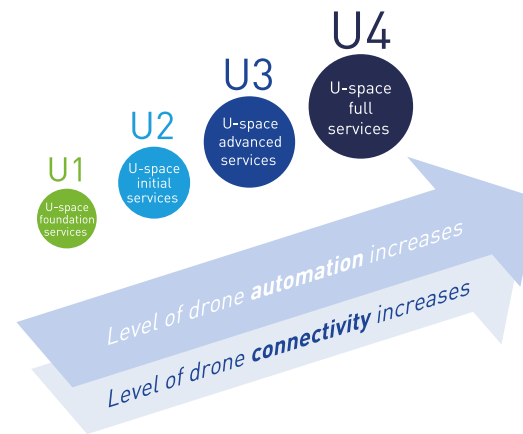 U4
U-space
full
services
U3
U-space
advanced
services
U2
U-space
initial
services
U1
U-space
foundation
services
Level of drone automation increases
Level of drone connectivity increases